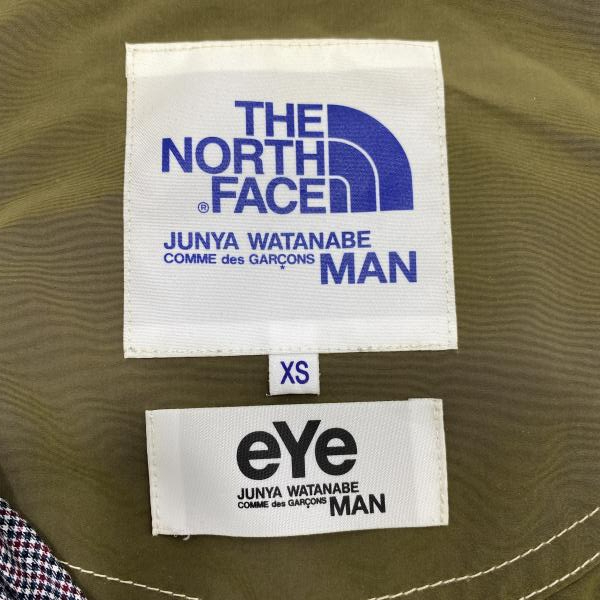 THE
NORTH
FACE
®
JUNYA WATANABE
COMME des GARÇONS MAN
XS
eYe
JUNYA WATANABE
COMME des GARÇONS MAN